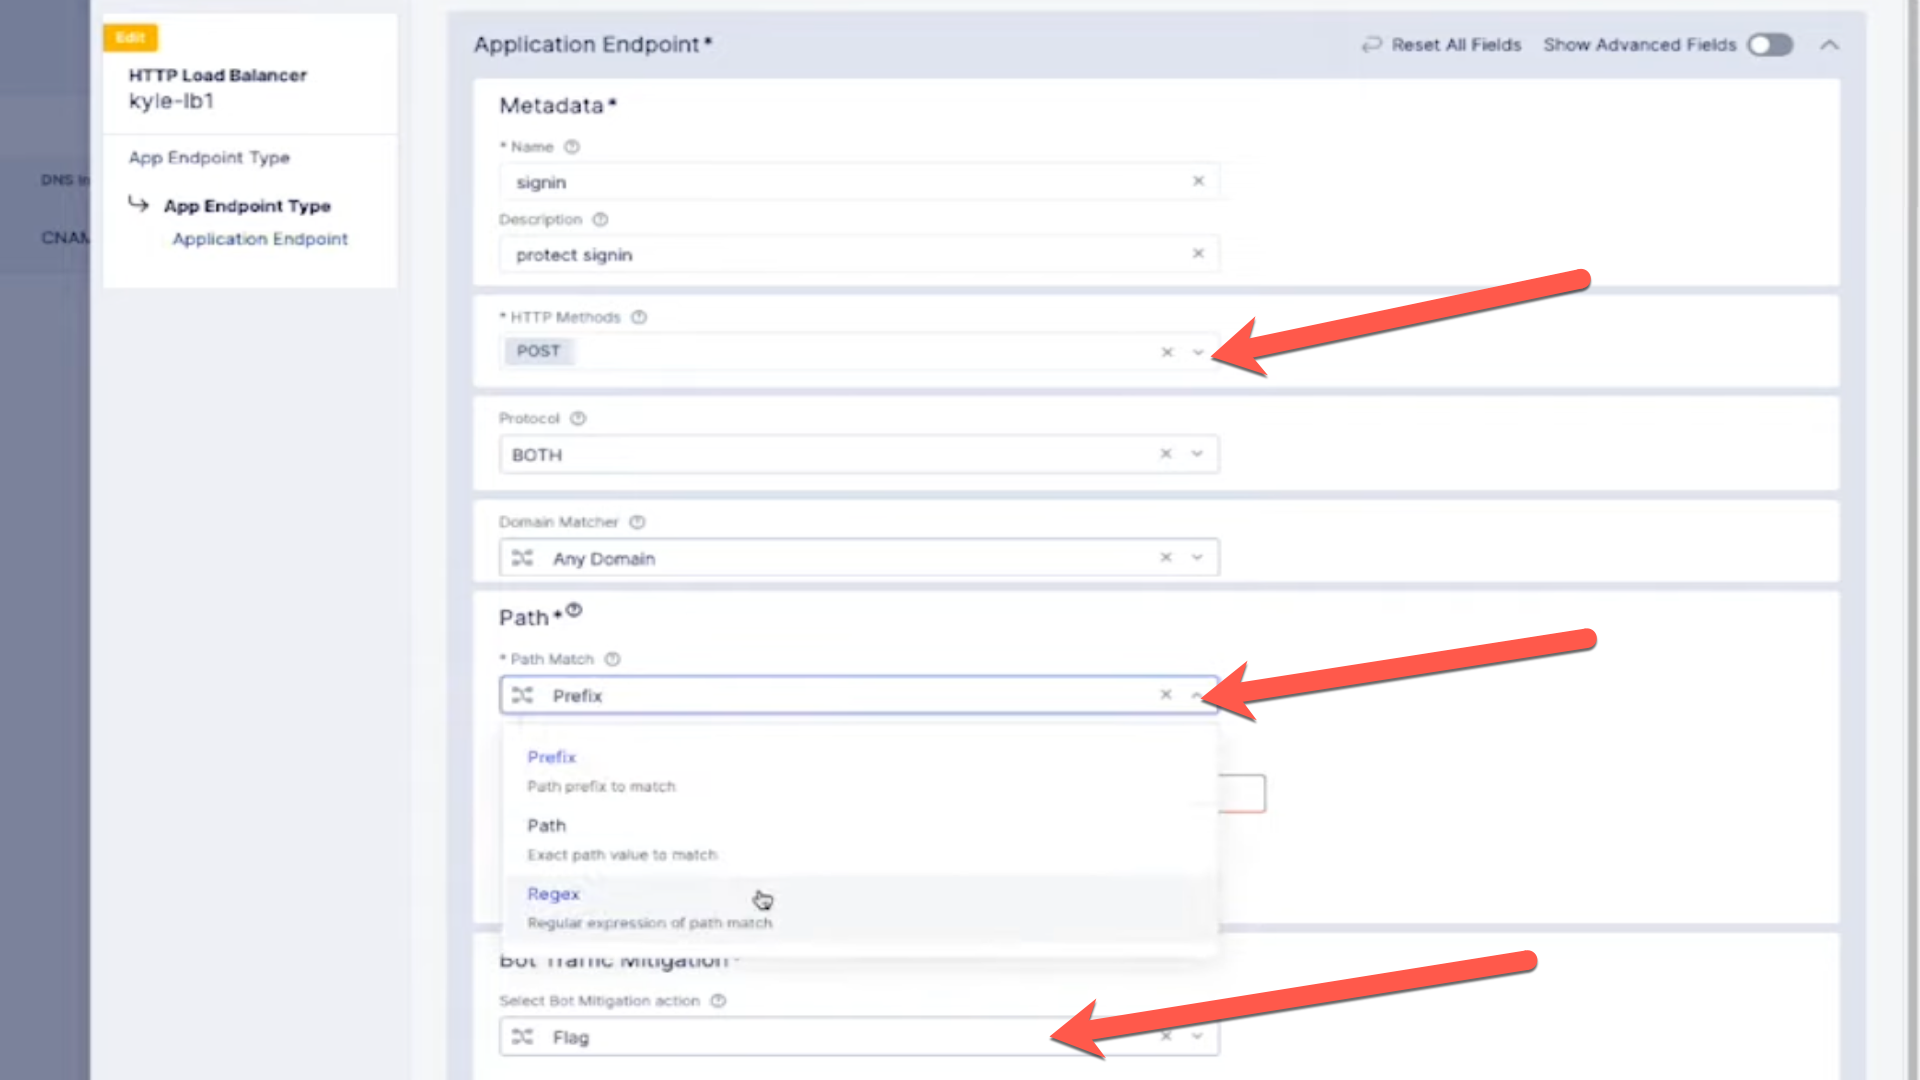 Edit
HTTP Load Balancer
kyle-lb1
App Endpoint Type
App Endpoint Type
Application Endpoint
DNS In
CNAM
Application Endpoint*
Reset All Fields
Show Advanced Fields
Metadata*
* Name
signin
Description
protect signin
* HTTP Methods
POST
Protocol
BOTH
Domain Matcher
Any Domain
Path*
* Path Match
Prefix
Prefix
Path prefix to match
Path
Exact path value to match
Regex
Regular expression of path match
Bot Traffic Mitigation*
Select Bot Mitigation action
Flag